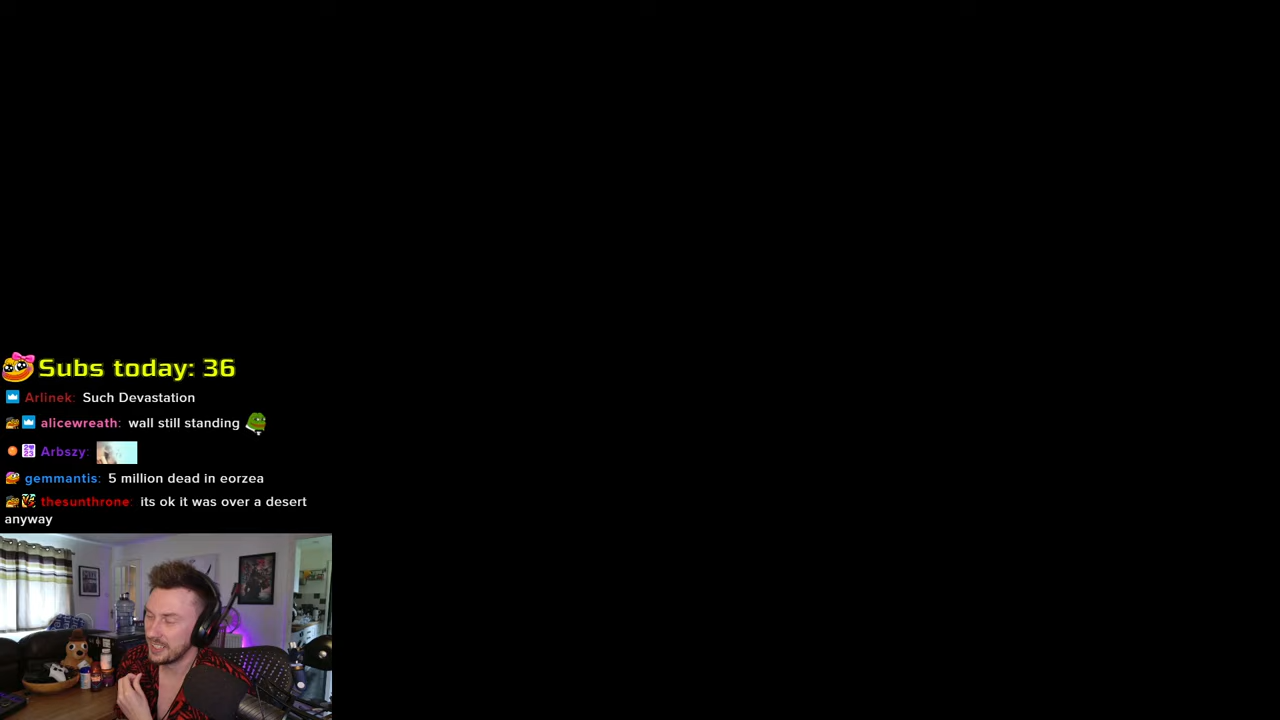 Subs today: 36
Arlinek: Such Devastation
alicewreath: wall still standing
Arbszy:
gemmantis: 5 million dead in eorzea
thesunthrone: its ok it was over a desert
anyway